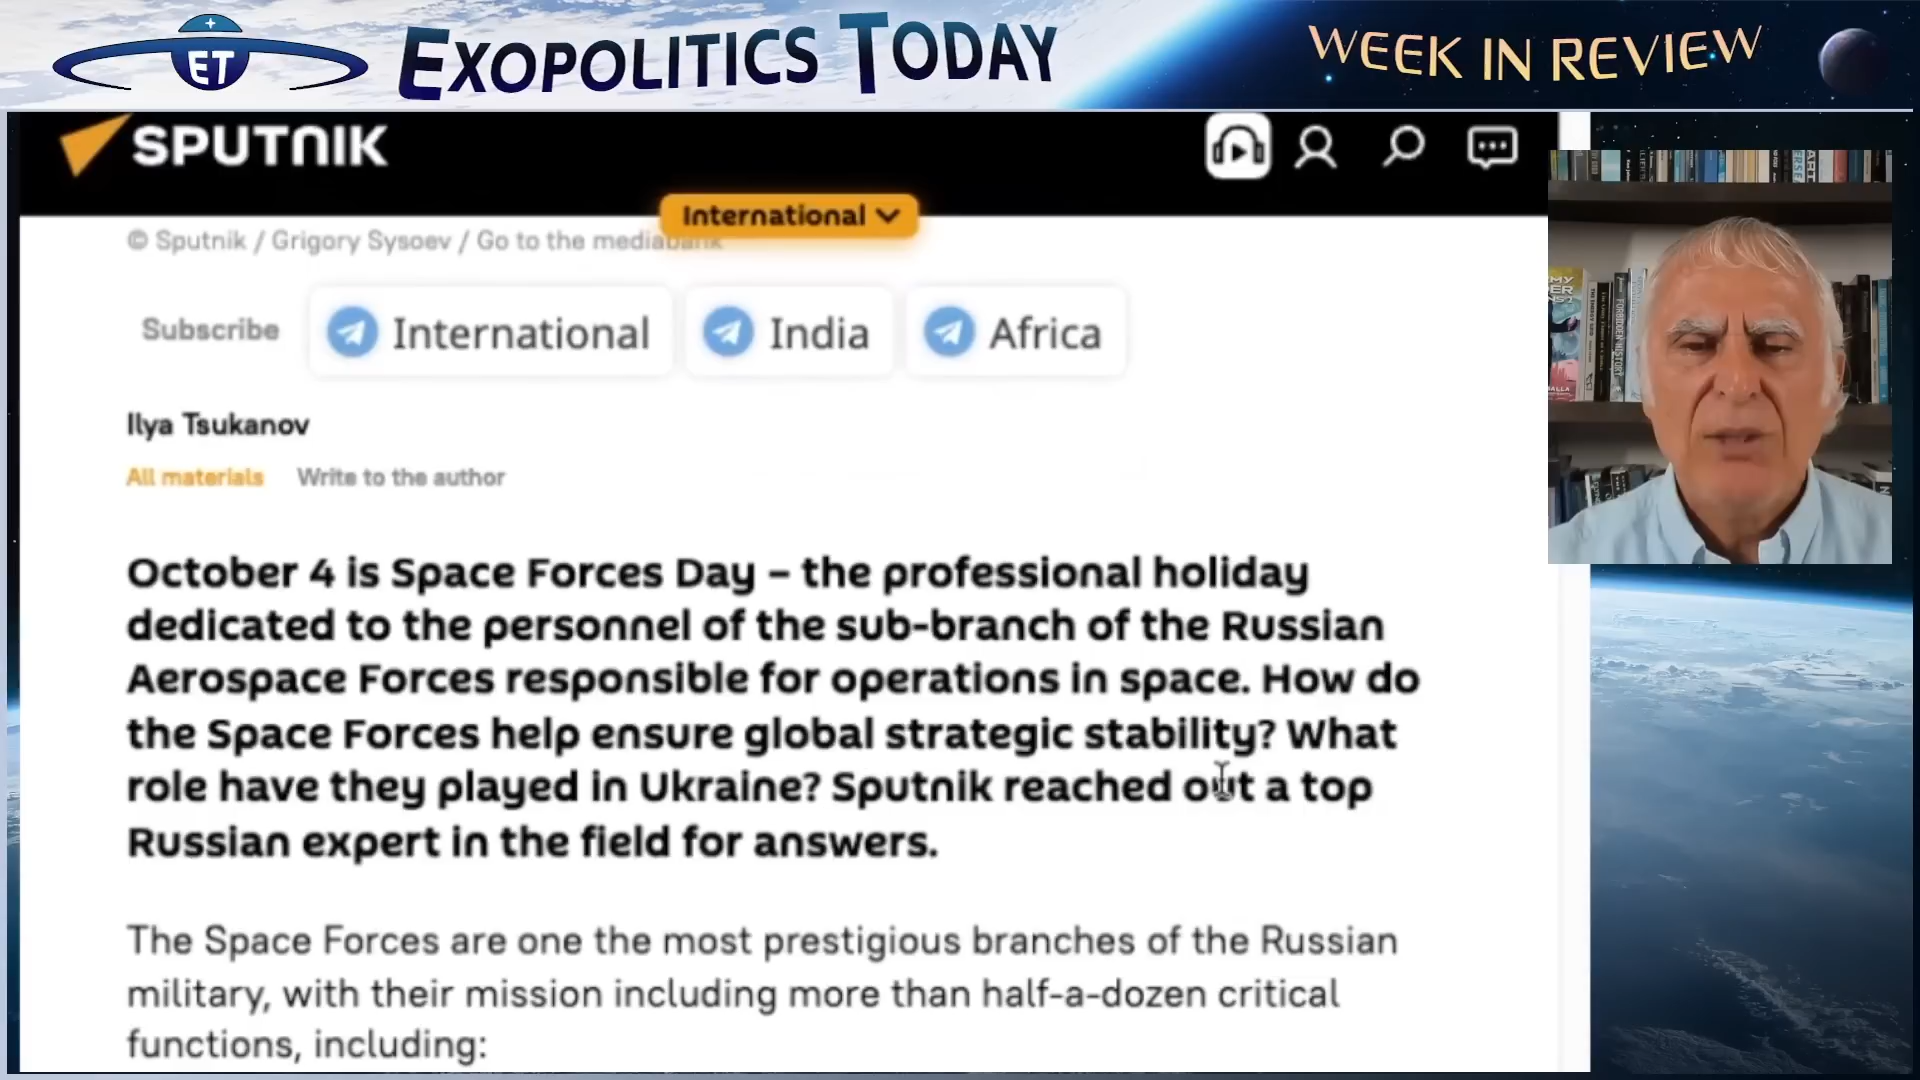 ET
EXOPOLITICS TODAY
WEEK IN REVIEW
SPUTNIK
International
© Sputnik / Grigory Sysoev / Go to the mediabank
Subscribe
International
India
Africa
Ilya Tsukanov
All materials Write to the author
October 4 is Space Forces Day – the professional holiday
dedicated to the personnel of the sub-branch of the Russian
Aerospace Forces responsible for operations in space. How do
the Space Forces help ensure global strategic stability? What
role have they played in Ukraine? Sputnik reached out a top
Russian expert in the field for answers.
The Space Forces are one the most prestigious branches of the Russian
military, with their mission including more than half-a-dozen critical
functions, including:
FORBIDDEN HISTORY